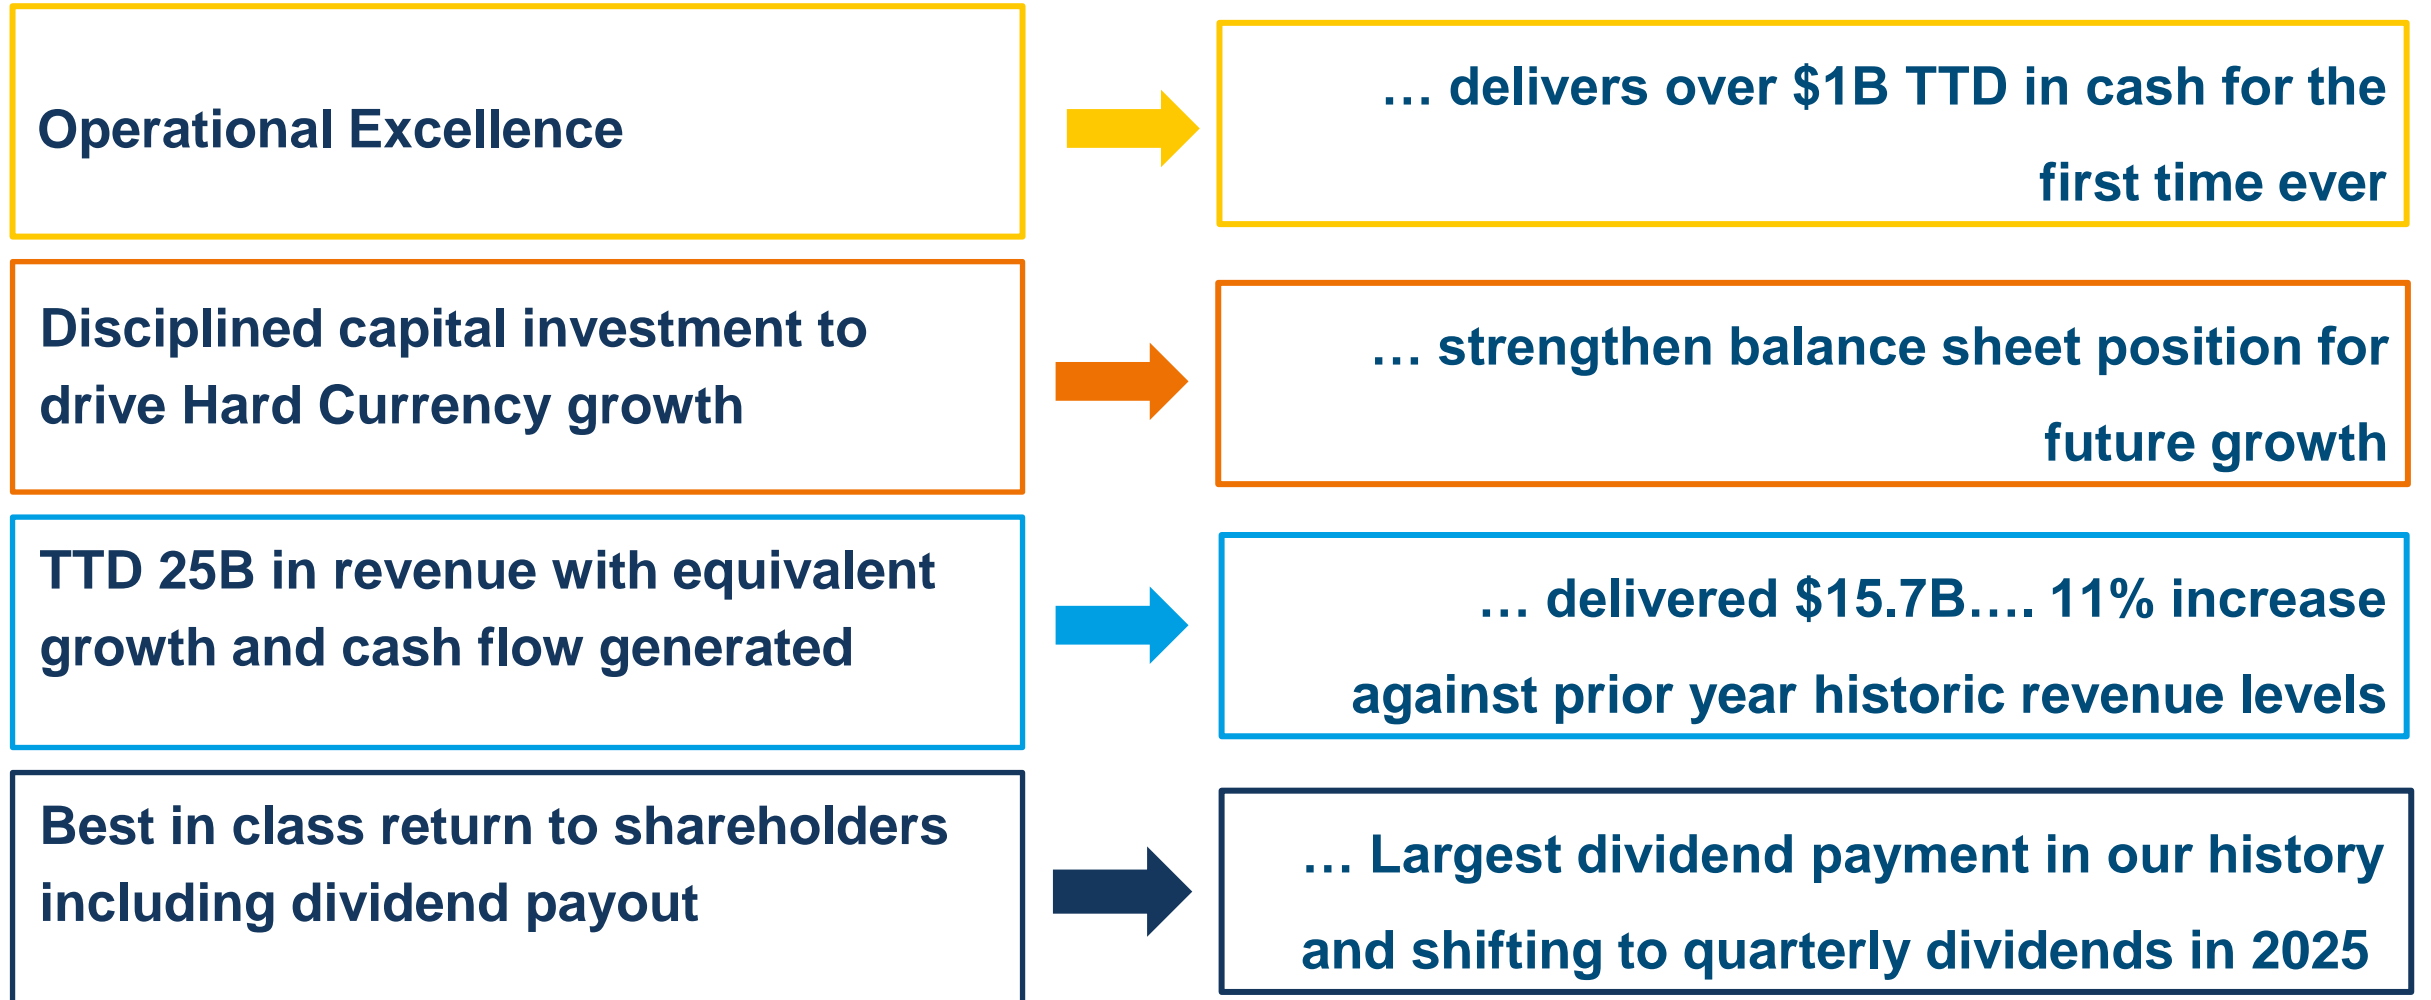 Operational Excellence
… delivers over $1B TTD in cash for the
first time ever
Disciplined capital investment to
drive Hard Currency growth
… strengthen balance sheet position for
future growth
TTD 25B in revenue with equivalent
growth and cash flow generated
… delivered $15.7B…. 11% increase
against prior year historic revenue levels
Best in class return to shareholders
including dividend payout
… Largest dividend payment in our history
and shifting to quarterly dividends in 2025